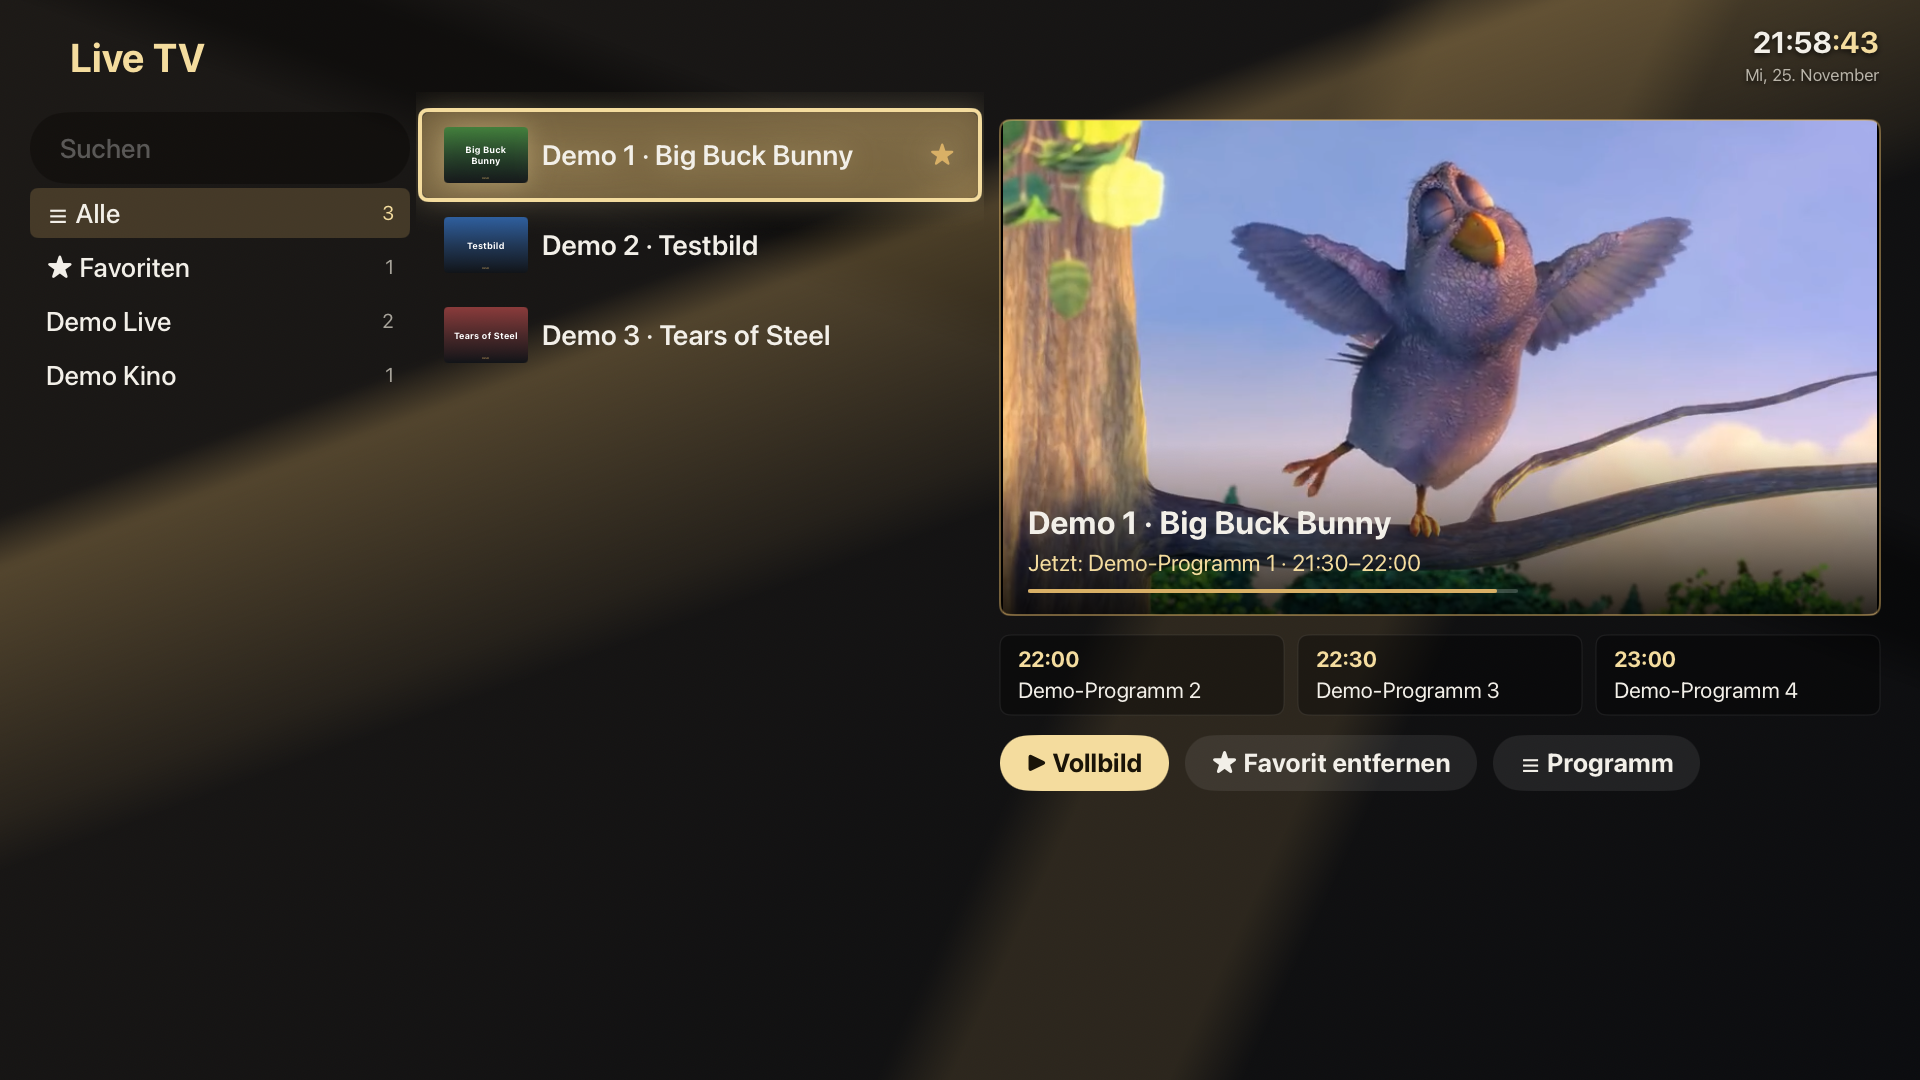 Live TV
21:58:43
Mi, 25. November
Suchen
Alle 3
Favoriten 1
Demo Live 2
Demo Kino 1
Big Buck
Bunny
Demo 1 · Big Buck Bunny
Testbild
Demo 2 · Testbild
Tears of Steel
Demo 3 · Tears of Steel
Demo 1 · Big Buck Bunny
Jetzt: Demo-Programm 1 · 21:30–22:00
22:00
Demo-Programm 2
22:30
Demo-Programm 3
23:00
Demo-Programm 4
Vollbild
Favorit entfernen
Programm